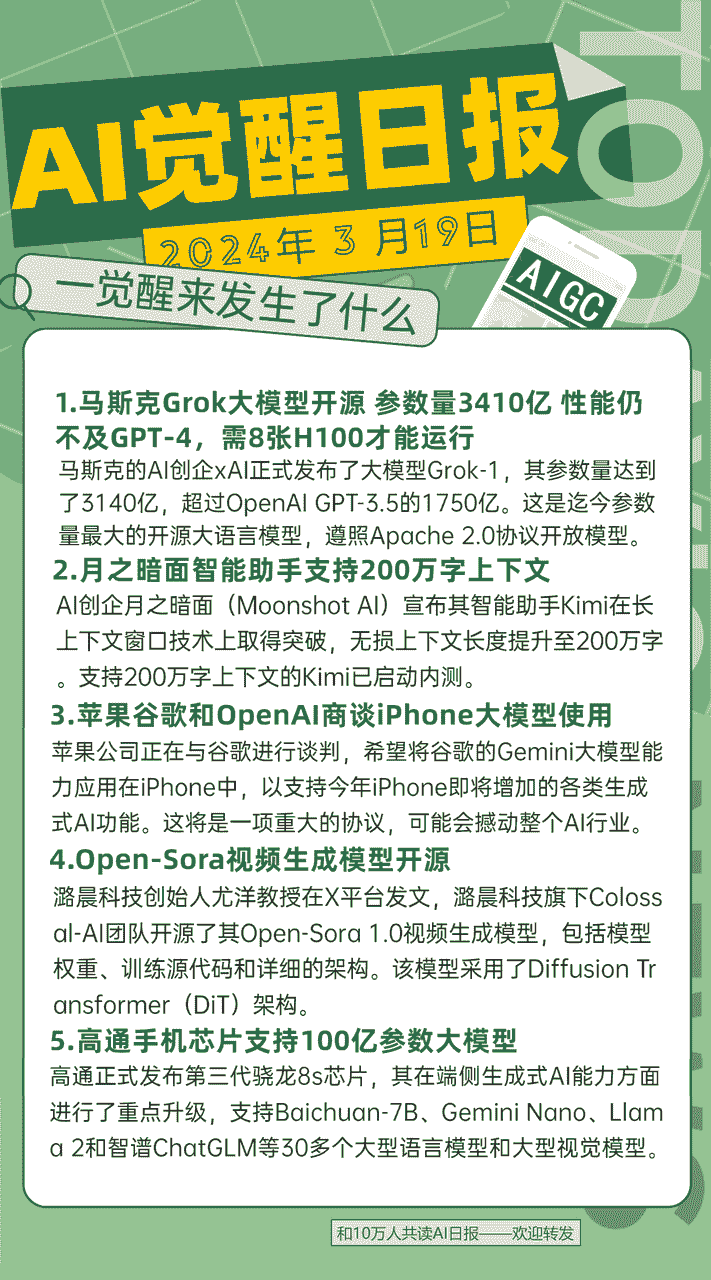 AI觉醒日报
2024年 3 月19日
一觉醒来发生了什么
AIGC
1.马斯克Grok大模型开源 参数量3410亿 性能仍
不及GPT-4，需8张H100才能运行
马斯克的AI创企xAI正式发布了大模型Grok-1，其参数量达到
了3140亿，超过OpenAI GPT-3.5的1750亿。这是迄今参数
量最大的开源大语言模型，遵照Apache 2.0协议开放模型。
2.月之暗面智能助手支持200万字上下文
AI创企月之暗面（Moonshot AI）宣布其智能助手Kimi在长
上下文窗口技术上取得突破，无损上下文长度提升至200万字
。支持200万字上下文的Kimi已启动内测。
3.苹果谷歌和OpenAI商谈iPhone大模型使用
苹果公司正在与谷歌进行谈判，希望将谷歌的Gemini大模型能
力应用在iPhone中，以支持今年iPhone即将增加的各类生成
式AI功能。这将是一项重大的协议，可能会撼动整个AI行业。
4.Open-Sora视频生成模型开源
潞晨科技创始人尤洋教授在X平台发文，潞晨科技旗下Coloss
al-AI团队开源了其Open-Sora 1.0视频生成模型，包括模型
权重、训练源代码和详细的架构。该模型采用了Diffusion Tr
ansformer（DiT）架构。
5.高通手机芯片支持100亿参数大模型
高通正式发布第三代骁龙8s芯片，其在端侧生成式AI能力方面
进行了重点升级，支持Baichuan-7B、Gemini Nano、Llam
a 2和智谱ChatGLM等30多个大型语言模型和大型视觉模型。
和10万人共读AI日报——欢迎转发